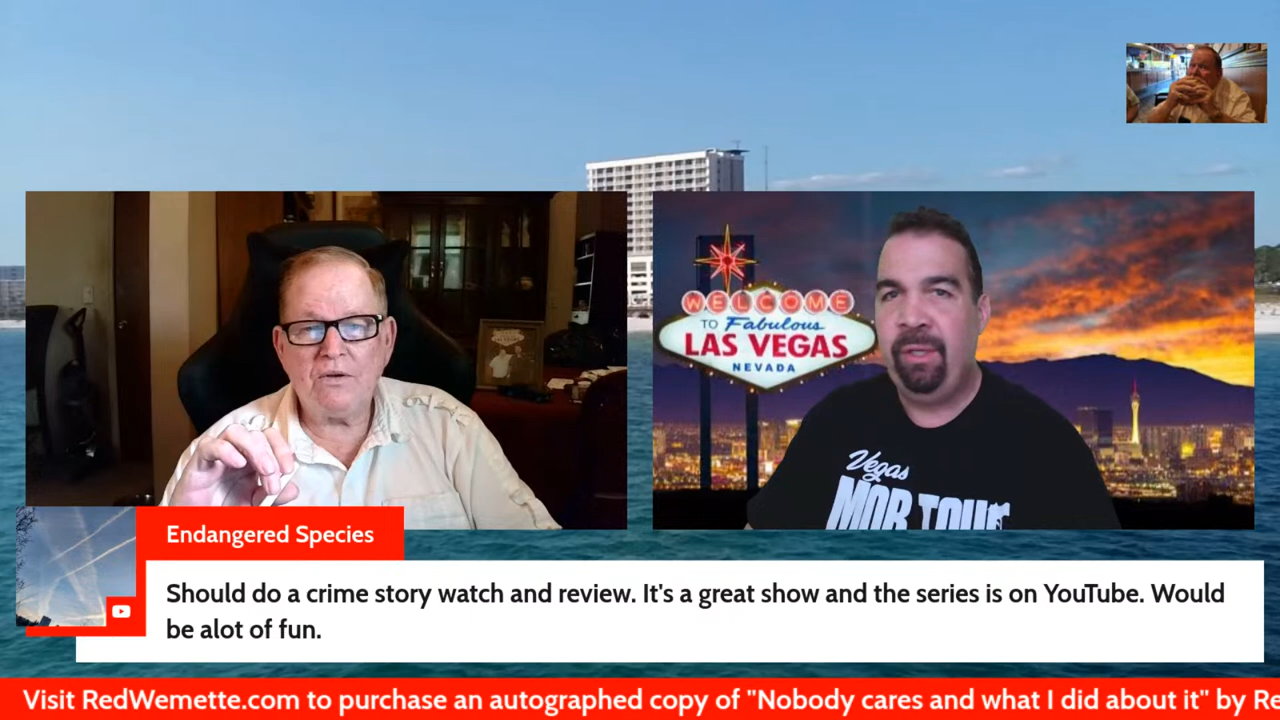 WELCOME
TO Fabulous
LAS VEGAS
NEVADA
Vegas
MOB TOUR
Endangered Species
Should do a crime story watch and review. It's a great show and the series is on YouTube. Would
be alot of fun.
Visit RedWemette.com to purchase an autographed copy of "Nobody cares and what I did about it" by Re